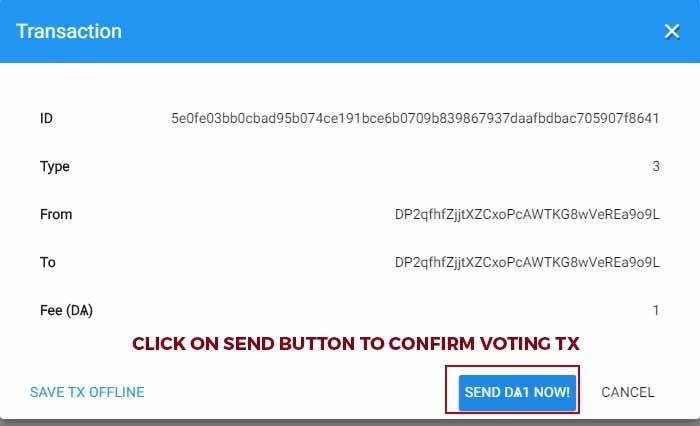 Transaction ×
ID 5e0fe03bb0cbad95b074ce191bce6b0709b839867937daafbdbac705907f8641
Type 3
From DP2qfhfZjjtXZCxoPcAWTKG8wVeREa9o9L
To DP2qfhfZjjtXZCxoPcAWTKG8wVeREa9o9L
Fee (DѦ) 1
CLICK ON SEND BUTTON TO CONFIRM VOTING TX
SAVE TX OFFLINE SEND DѦ1 NOW! CANCEL